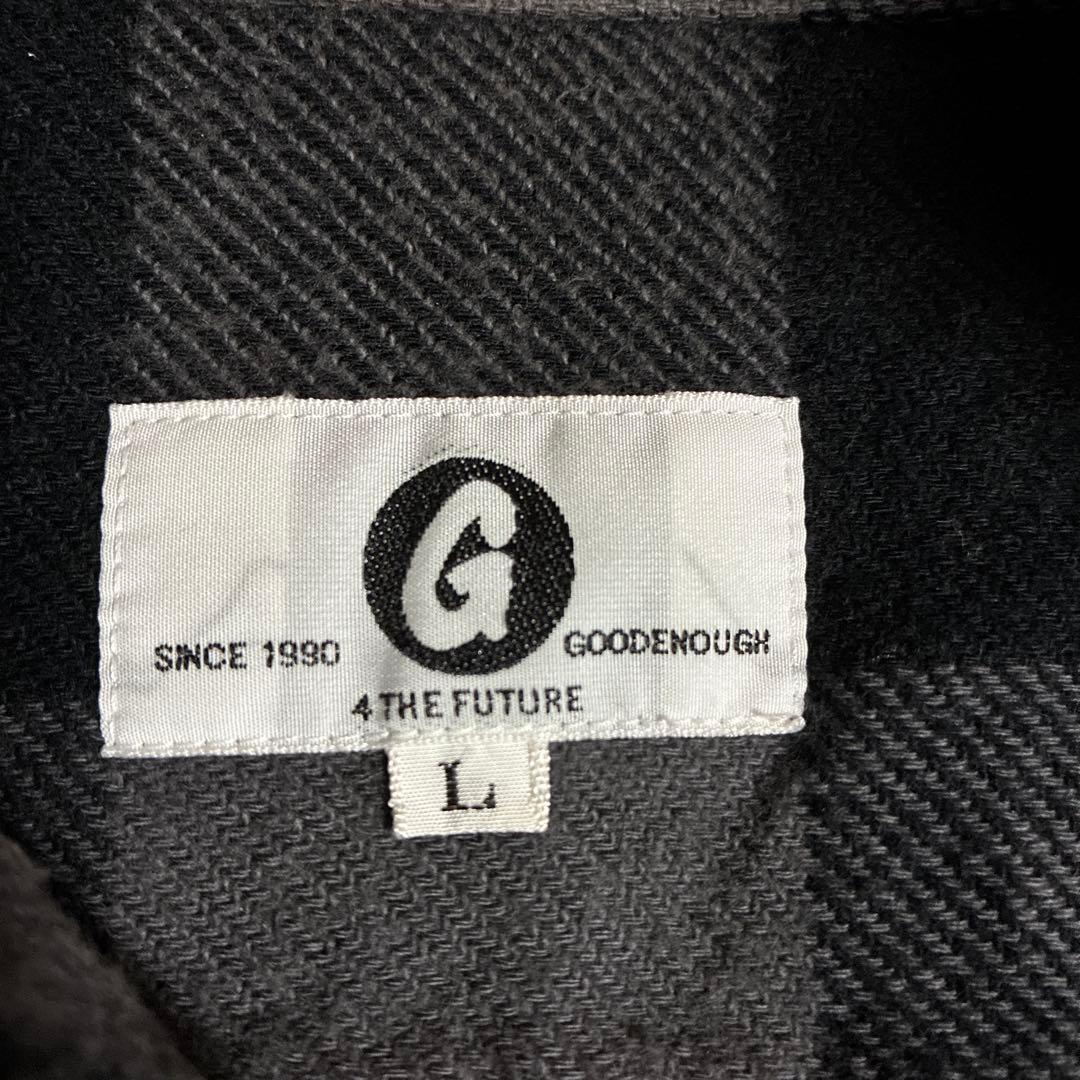 G
SINCE 1990 GOODENOUGH
4 THE FUTURE
L